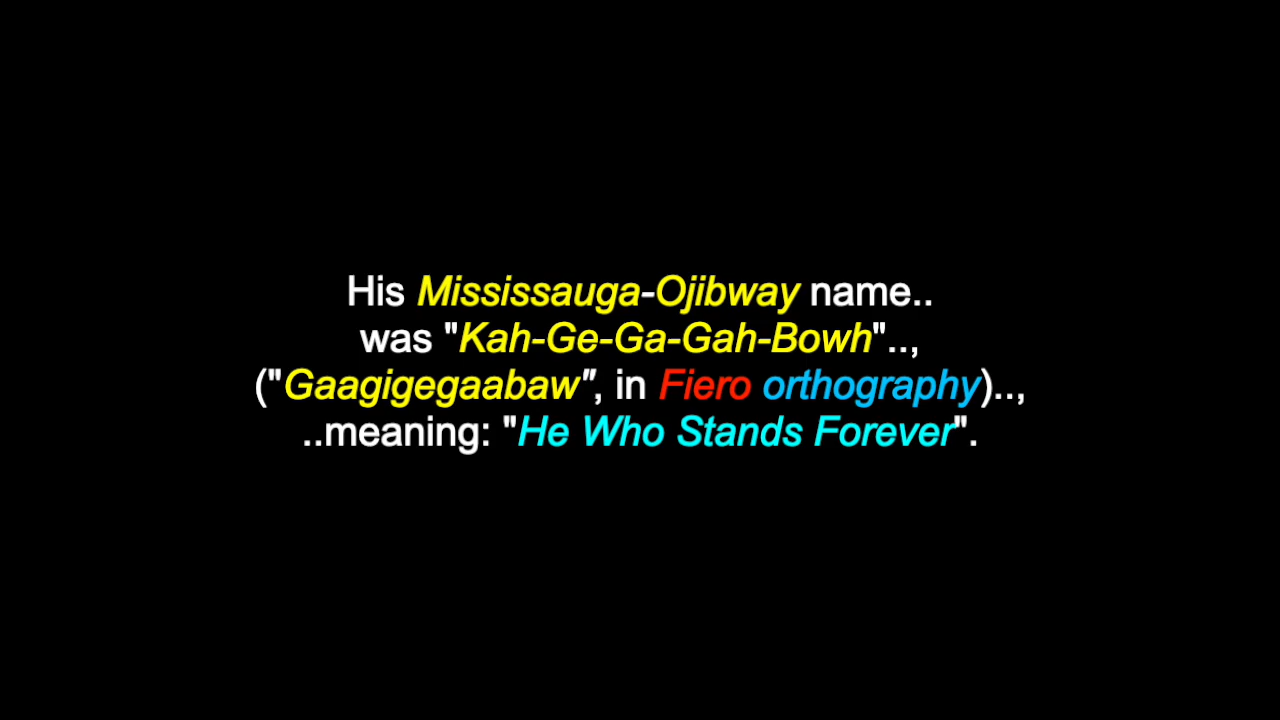 His Mississauga-Ojibway name..
was "Kah-Ge-Ga-Gah-Bowh"..,
("Gaagigegaabaw", in Fiero orthography)..,
..meaning: "He Who Stands Forever".